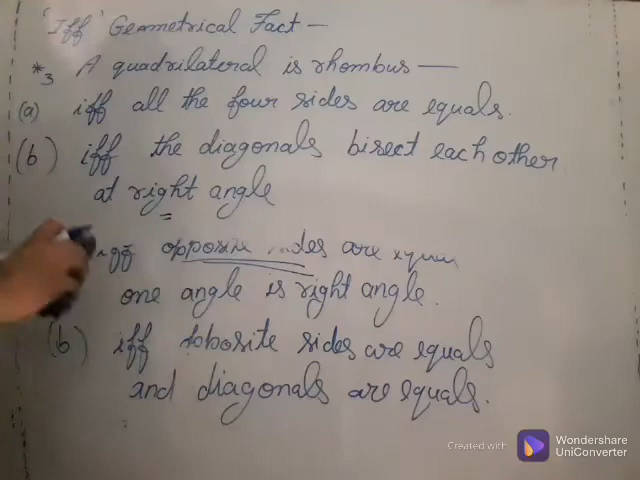 'Iff' Geometrical Fact —
*3 A quadrilateral is rhombus —
(a) iff all the four sides are equals.
(b) iff the diagonals bisect each other
at right angle
iff opposite sides are equal
one angle is right angle.
(b) iff opposite sides are equals
and diagonals are equals.
Created with Wondershare UniConverter